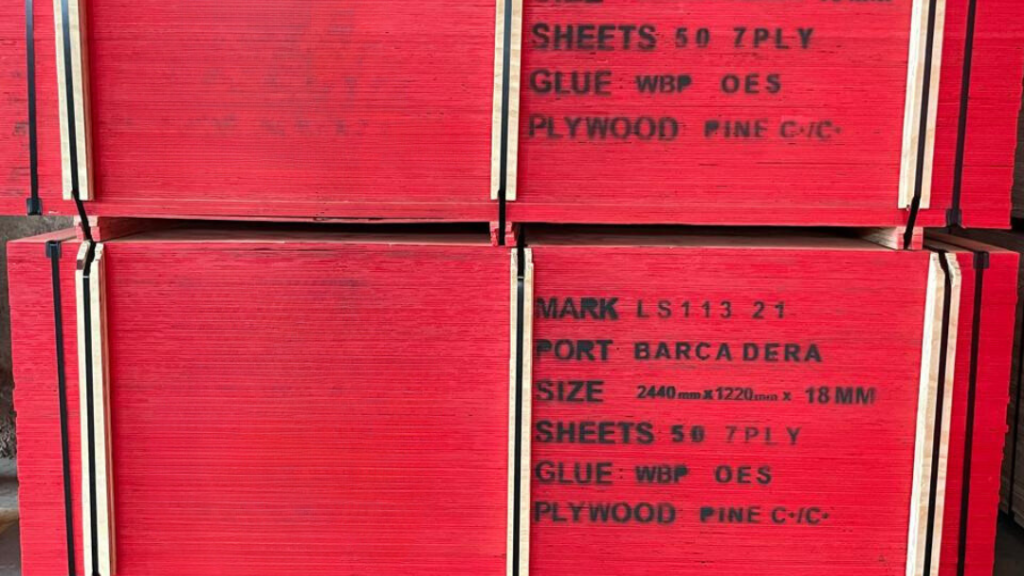 SHEETS 50 7PLY
GLUE WBP OES
PLYWOOD PINE C+/C+
MARK LS113 21
PORT BARCADERA
SIZE 2440mm x 1220mm x 18MM
SHEETS 50 7PLY
GLUE: WBP OES
PLYWOOD PINE C+/C+